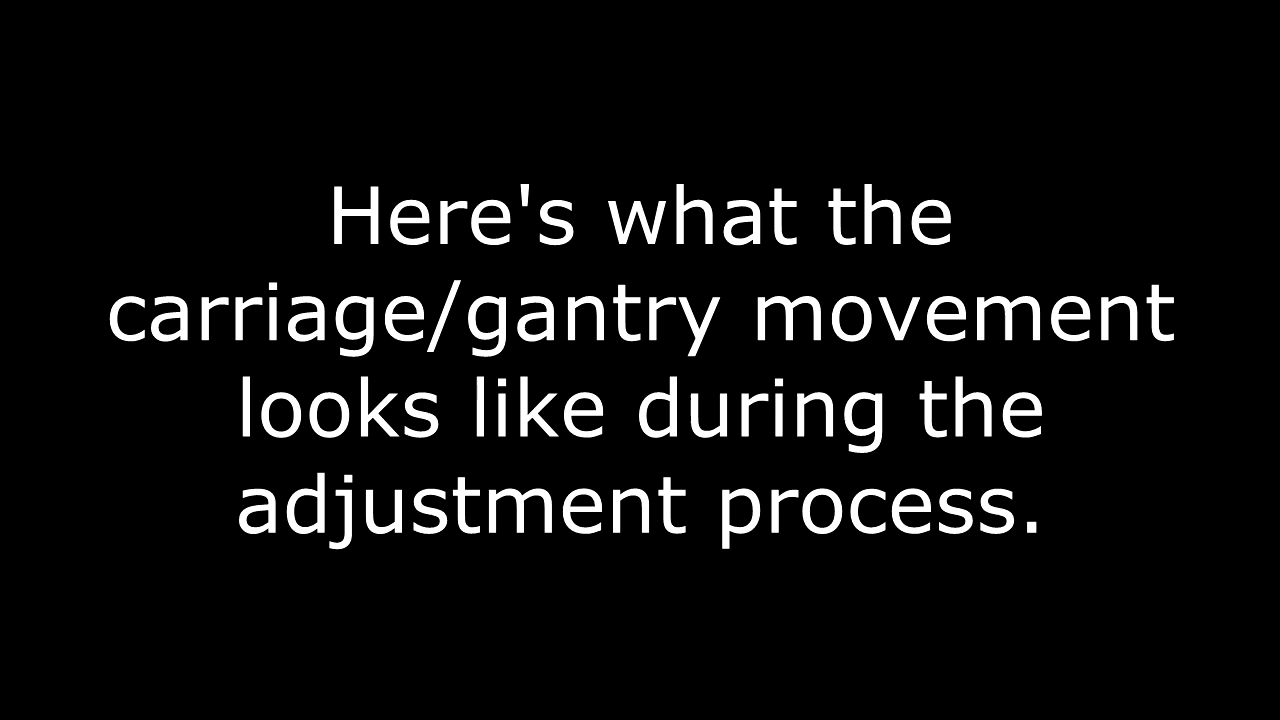 Here's what the
carriage/gantry movement
looks like during the
adjustment process.